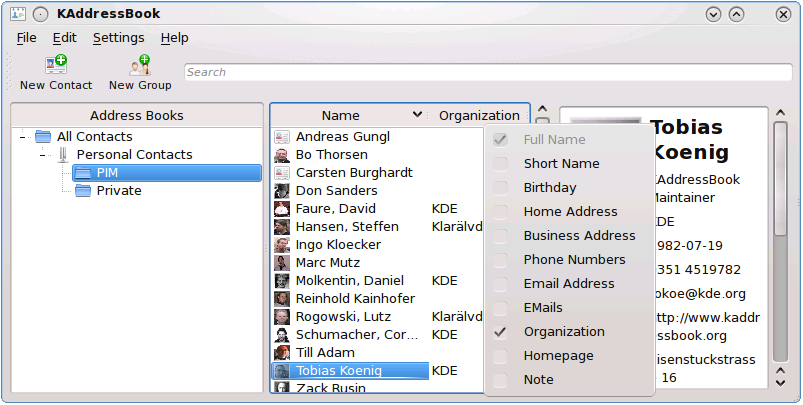 KAddressBook
File Edit Settings Help
New Contact New Group Search
Address Books
All Contacts
Personal Contacts
PIM
Private
Name Organization
Andreas Gungl
Bo Thorsen
Carsten Burghardt
Don Sanders
Faure, David KDE
Hansen, Steffen Klarälvd
Ingo Kloecker
Marc Mutz
Molkentin, Daniel KDE
Reinhold Kainhofer
Rogowski, Lutz Klarälvd
Schumacher, Cor... KDE
Till Adam
Tobias Koenig KDE
Zack Rusin
Full Name
Short Name
Birthday
Home Address
Business Address
Phone Numbers
Email Address
EMails
Organization
Homepage
Note
Tobias
Koenig
KAddressBook
Maintainer
KDE
982-07-19
0351 4519782
okoe@kde.org
http://www.kaddr
essbook.org
isenstuckstrass
16